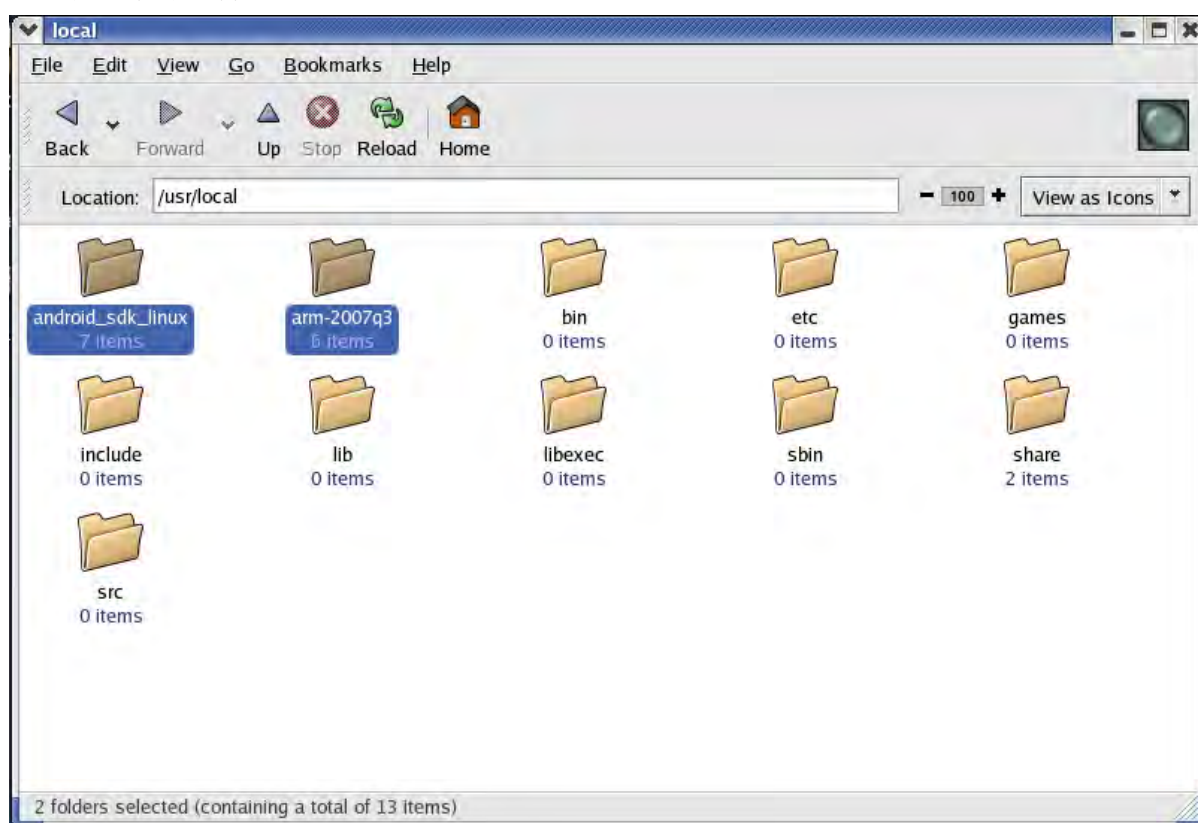 local
File Edit View Go Bookmarks Help
Back Forward Up Stop Reload Home
Location: /usr/local 100 View as Icons
android_sdk_linux arm-2007q3 bin etc games
7 items 6 items 0 items 0 items 0 items
include lib libexec sbin share
0 items 0 items 0 items 0 items 2 items
src
0 items
2 folders selected (containing a total of 13 items)